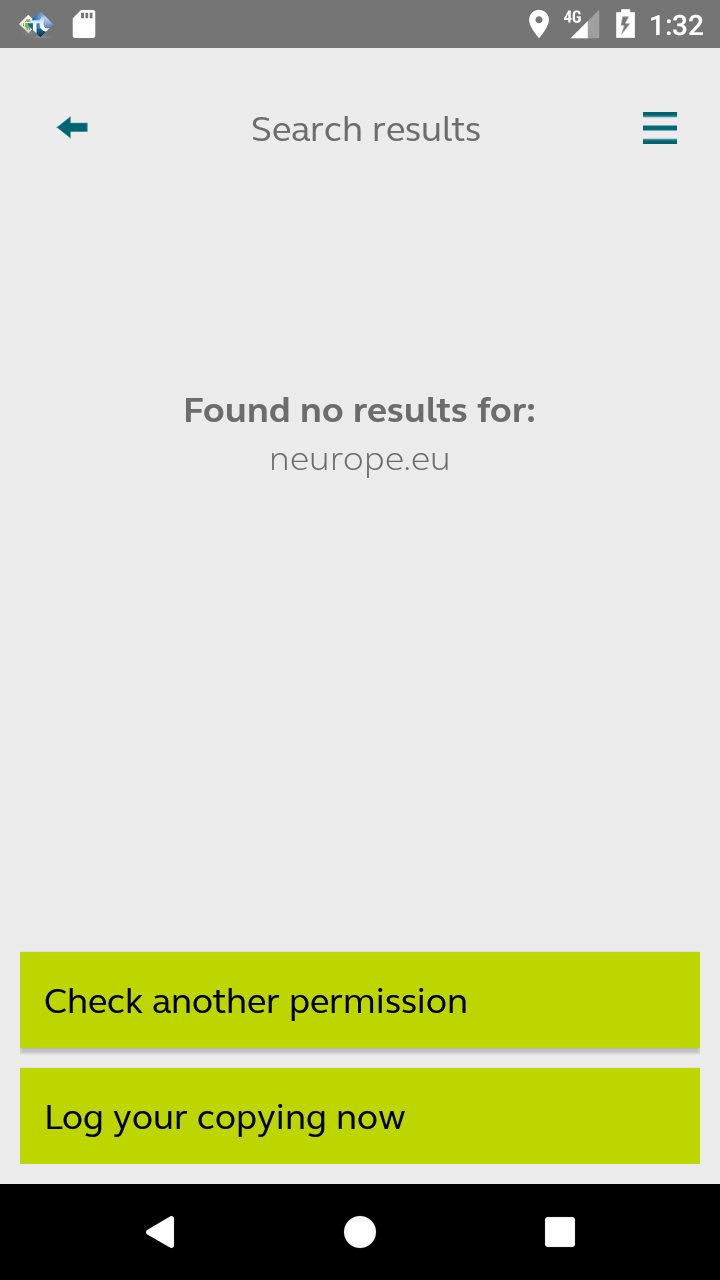 4G 1:32
Search results
Found no results for:
neurope.eu
Check another permission
Log your copying now